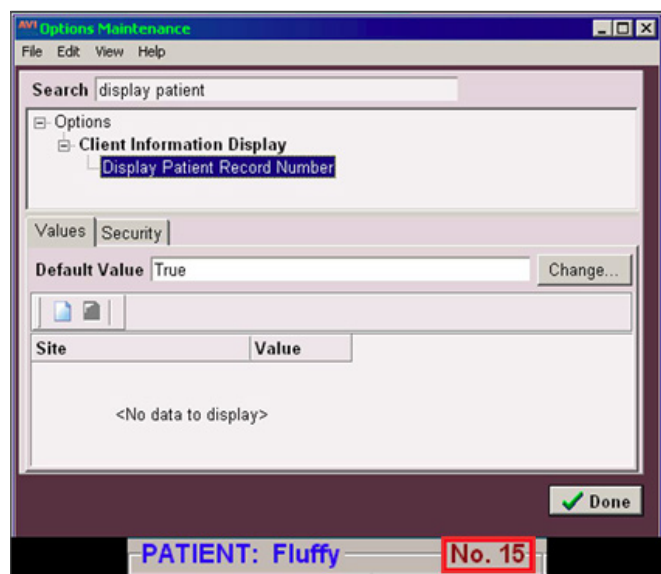 AVI Options Maintenance
File Edit View Help
Search display patient
Options
Client Information Display
Display Patient Record Number
Values Security
Default Value True Change...
Site Value
<No data to display>
Done
PATIENT: Fluffy No. 15